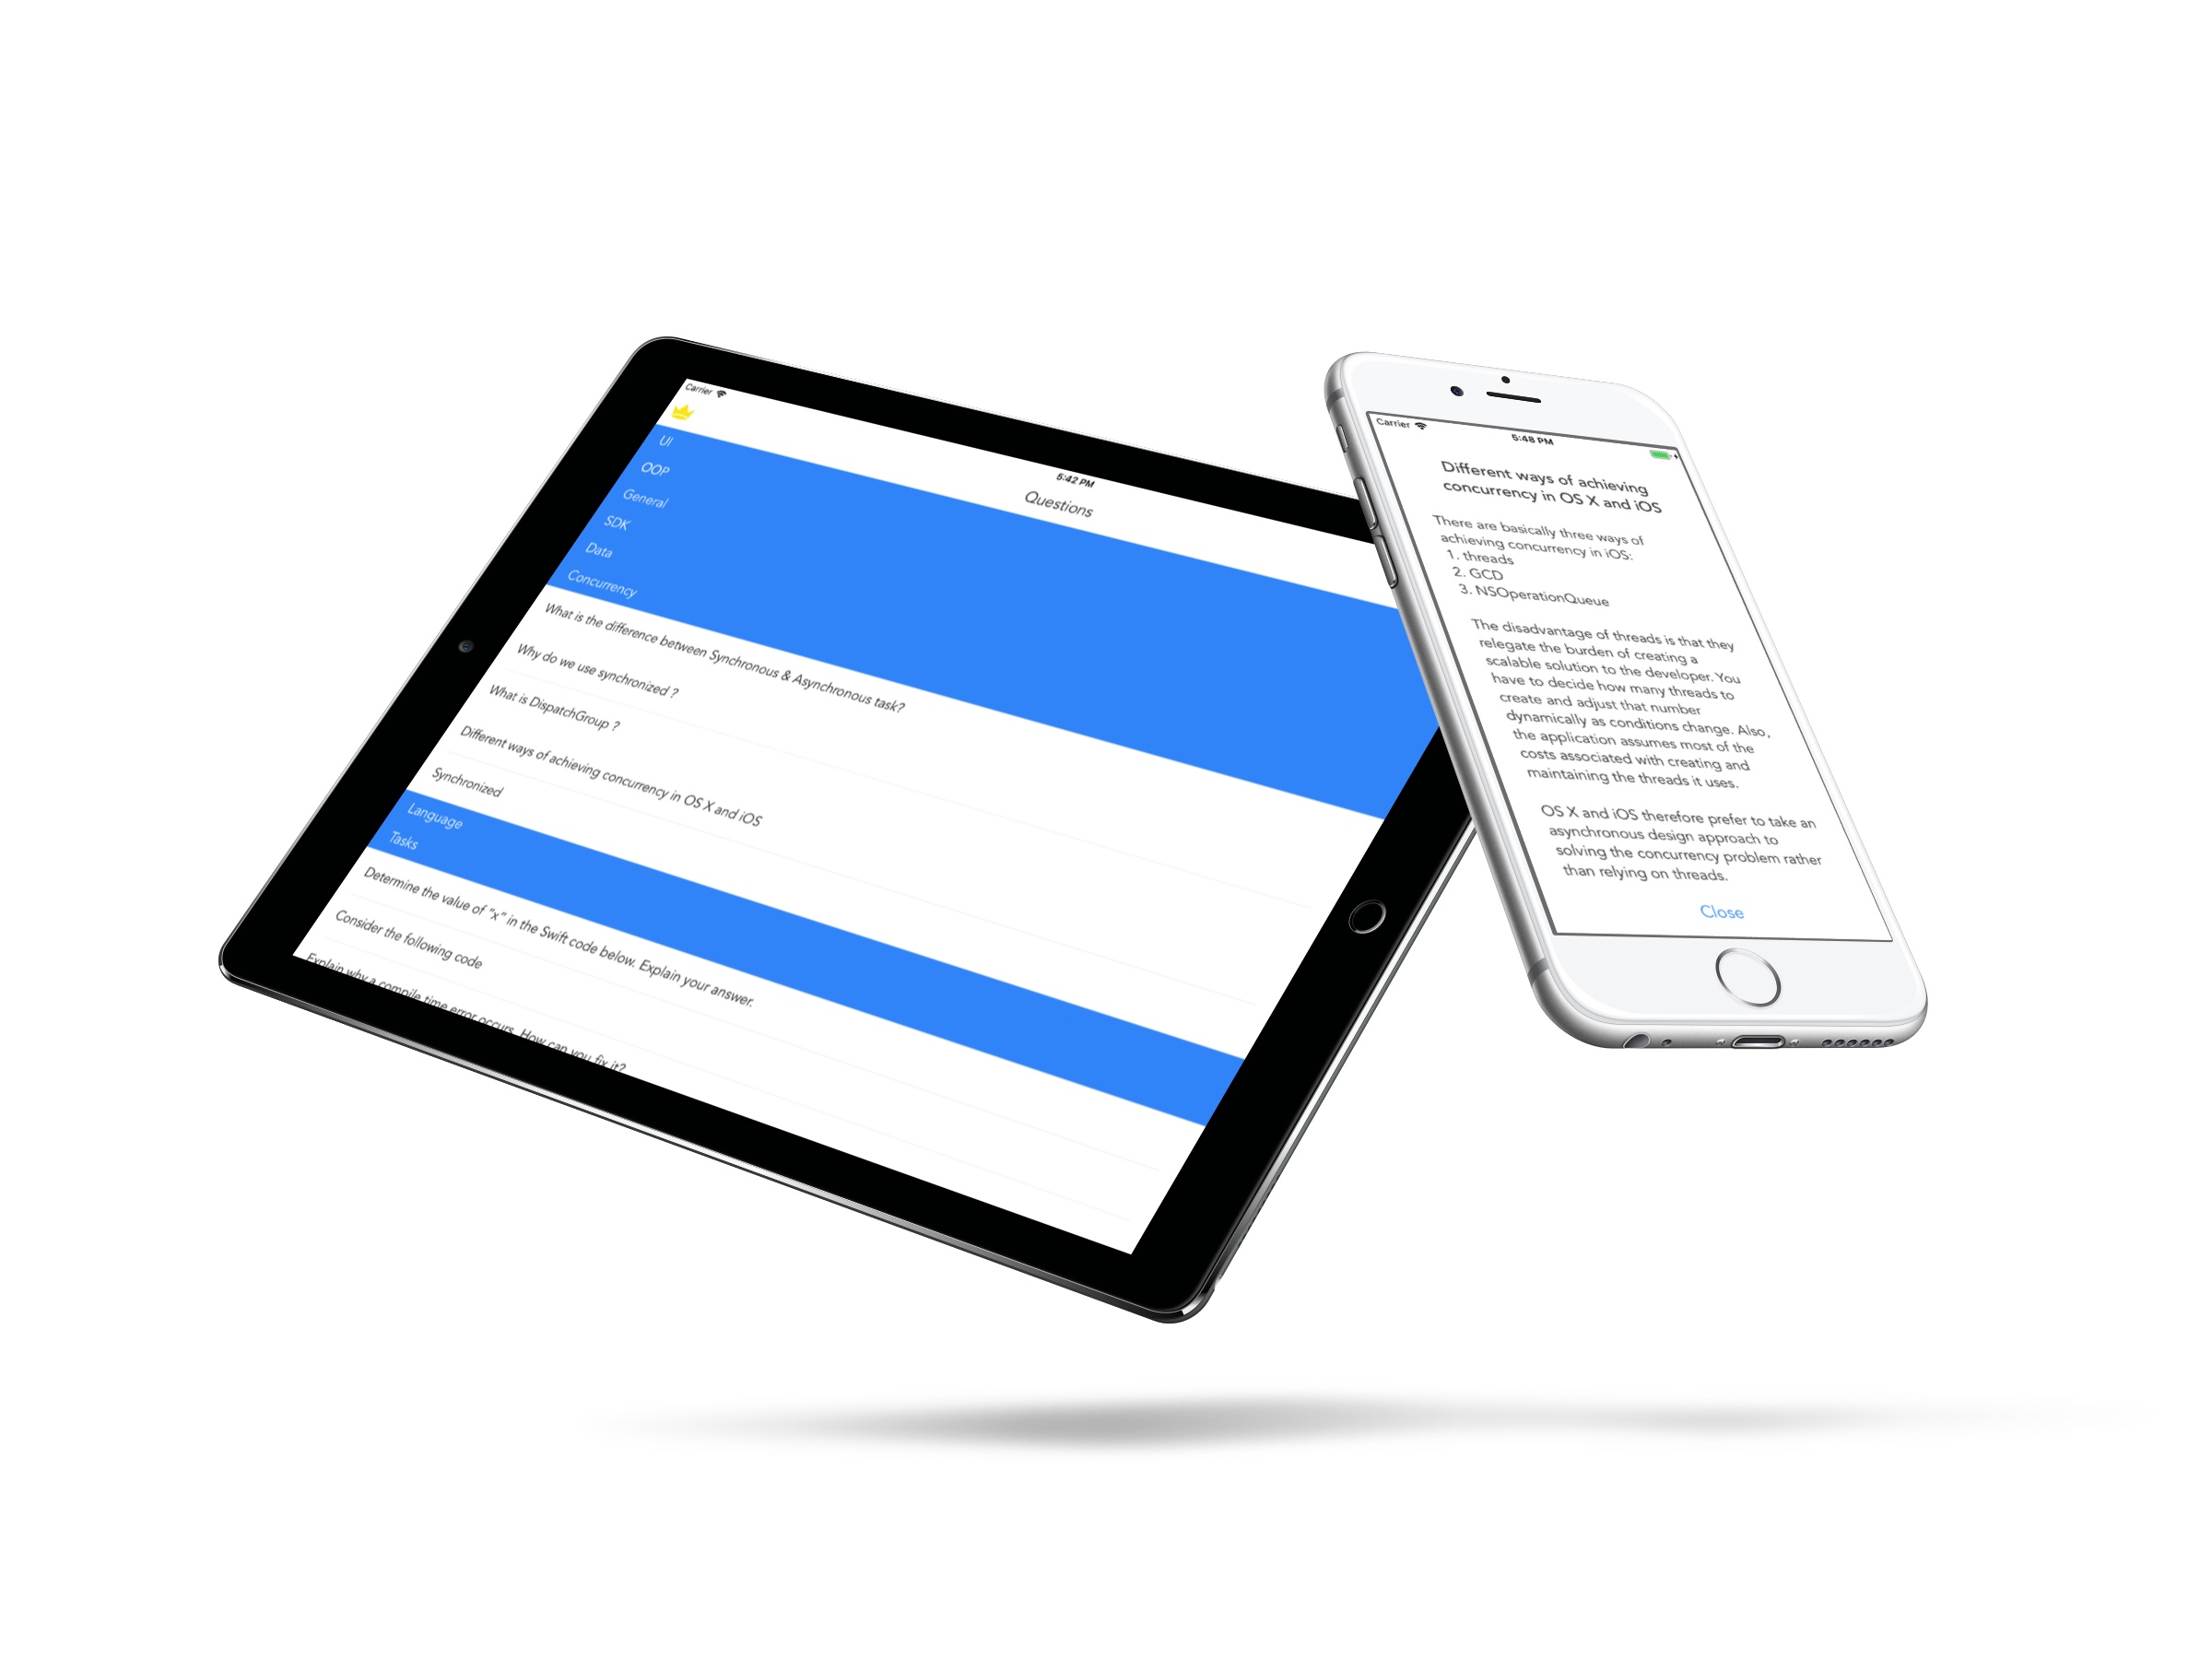 Carrier
5:42 PM
Questions
UI
OOP
General
SDK
Data
Concurrency
What is the difference between Synchronous & Asynchronous task?
Why do we use synchronized ?
What is DispatchGroup ?
Different ways of achieving concurrency in OS X and iOS
Synchronized
Language
Tasks
Determine the value of "x" in the Swift code below. Explain your answer.
Consider the following code
Explain why a compile time error occurs. How can you fix it?
Carrier
5:48 PM
Different ways of achieving
concurrency in OS X and iOS
There are basically three ways of
achieving concurrency in iOS:
1. threads
2. GCD
3. NSOperationQueue
The disadvantage of threads is that they
relegate the burden of creating a
scalable solution to the developer. You
have to decide how many threads to
create and adjust that number
dynamically as conditions change. Also,
the application assumes most of the
costs associated with creating and
maintaining the threads it uses.
OS X and iOS therefore prefer to take an
asynchronous design approach to
solving the concurrency problem rather
than relying on threads.
Close